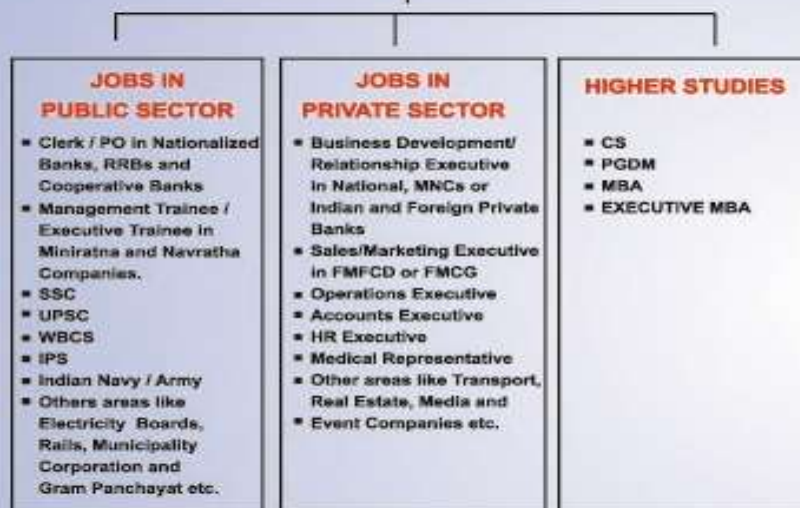 JOBS IN
PUBLIC SECTOR
▪ Clerk / PO in Nationalized
Banks, RRBs and
Cooperative Banks
▪ Management Trainee /
Executive Trainee in
Miniratna and Navratha
Companies.
▪ SSC
▪ UPSC
▪ WBCS
▪ IPS
▪ Indian Navy / Army
▪ Others areas like
Electricity Boards,
Rails, Municipality
Corporation and
Gram Panchayat etc.
JOBS IN
PRIVATE SECTOR
▪ Business Development/
Relationship Executive
In National, MNCs or
Indian and Foreign Private
Banks
▪ Sales/Marketing Executive
in FMFCD or FMCG
▪ Operations Executive
▪ Accounts Executive
▪ HR Executive
▪ Medical Representative
▪ Other areas like Transport,
Real Estate, Media and
▪ Event Companies etc.
HIGHER STUDIES
▪ CS
▪ PGDM
▪ MBA
▪ EXECUTIVE MBA